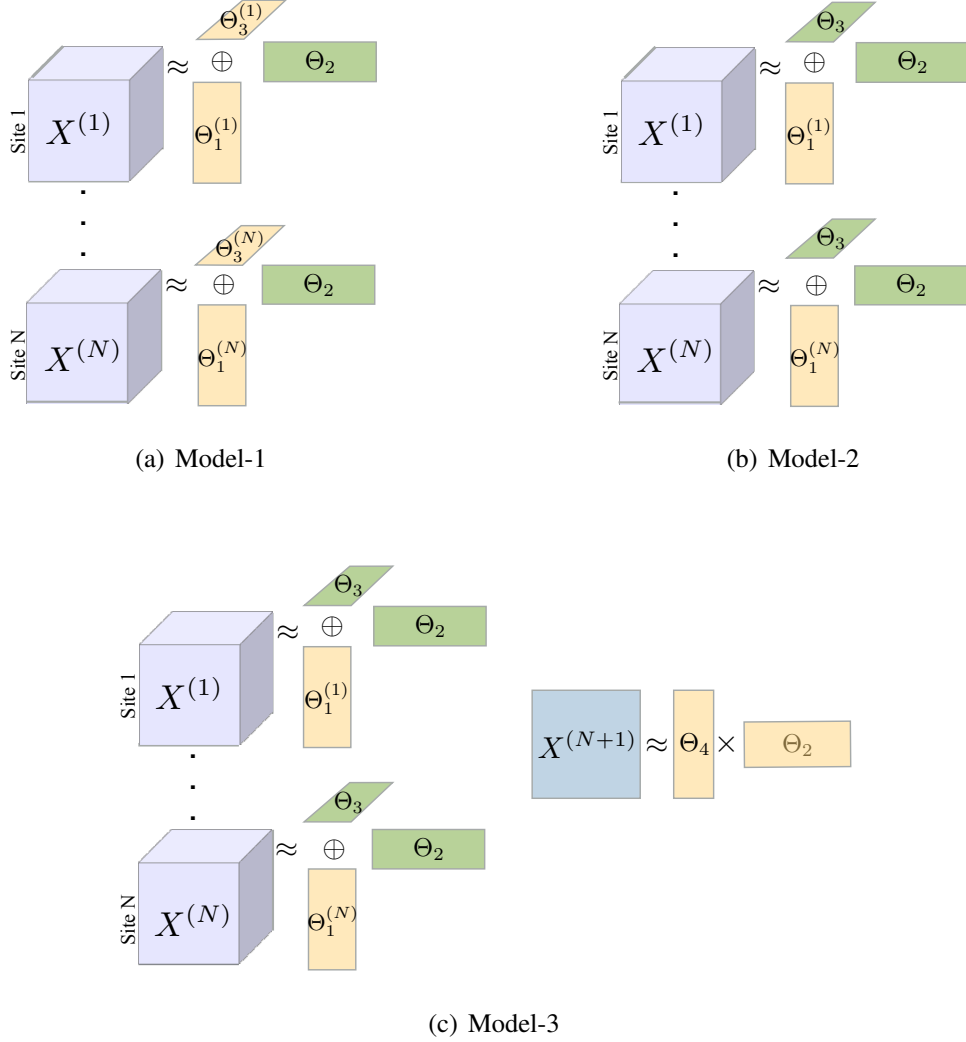 Θ₃⁽¹⁾
Site 1
X⁽¹⁾ ≈ ⊕ Θ₂
Θ₁⁽¹⁾
. . .
Θ₃⁽ᴺ⁾
Site N
X⁽ᴺ⁾ ≈ ⊕ Θ₂
Θ₁⁽ᴺ⁾
(a) Model-1
Θ₃
Site 1
X⁽¹⁾ ≈ ⊕ Θ₂
Θ₁⁽¹⁾
. . .
Θ₃
Site N
X⁽ᴺ⁾ ≈ ⊕ Θ₂
Θ₁⁽ᴺ⁾
(b) Model-2
Θ₃
Site 1
X⁽¹⁾ ≈ ⊕ Θ₂
Θ₁⁽¹⁾
. . .
Θ₃
Site N
X⁽ᴺ⁾ ≈ ⊕ Θ₂
Θ₁⁽ᴺ⁾
X⁽ᴺ⁺¹⁾ ≈ Θ₄ × Θ₂
(c) Model-3